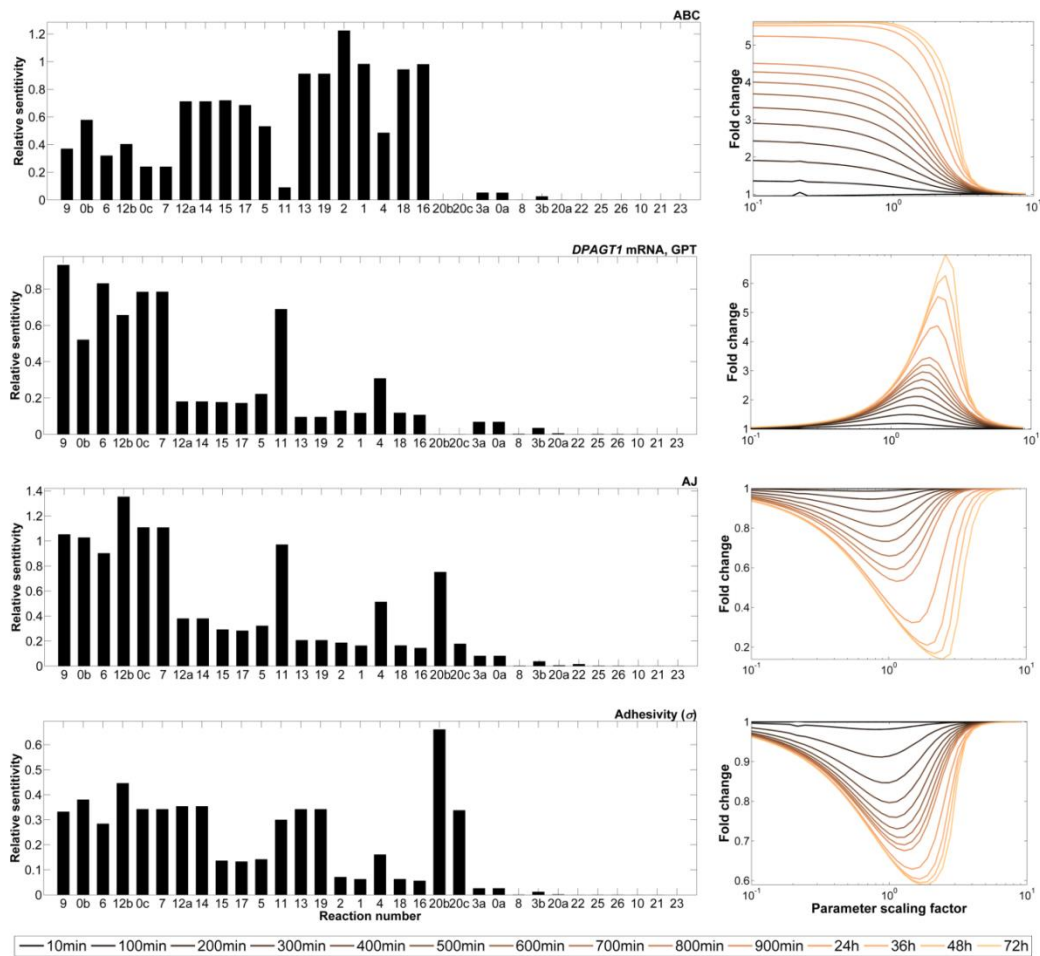 ABC
Relative sentitivity
1.2
1
0.8
0.6
0.4
0.2
0
9 0b 6 12b 0c 7 12a 14 15 17 5 11 13 19 2 1 4 18 16 20b 20c 3a 0a 8 3b 20a 22 25 26 10 21 23
Fold change
5
4
3
2
1
10-1 100 101
DPAGT1 mRNA, GPT
Relative sentitivity
0.8
0.6
0.4
0.2
0
9 0b 6 12b 0c 7 12a 14 15 17 5 11 13 19 2 1 4 18 16 20b 20c 3a 0a 8 3b 20a 22 25 26 10 21 23
Fold change
6
5
4
3
2
1
10-1 100 101
AJ
Relative sentitivity
1.4
1.2
1
0.8
0.6
0.4
0.2
0
9 0b 6 12b 0c 7 12a 14 15 17 5 11 13 19 2 1 4 18 16 20b 20c 3a 0a 8 3b 20a 22 25 26 10 21 23
Fold change
1
0.8
0.6
0.4
0.2
10-1 100 101
Adhesivity (σ)
Relative sentitivity
0.6
0.5
0.4
0.3
0.2
0.1
0
9 0b 6 12b 0c 7 12a 14 15 17 5 11 13 19 2 1 4 18 16 20b 20c 3a 0a 8 3b 20a 22 25 26 10 21 23
Reaction number
Fold change
1
0.9
0.8
0.7
0.6
10-1 100 101
Parameter scaling factor
10min 100min 200min 300min 400min 500min 600min 700min 800min 900min 24h 36h 48h 72h